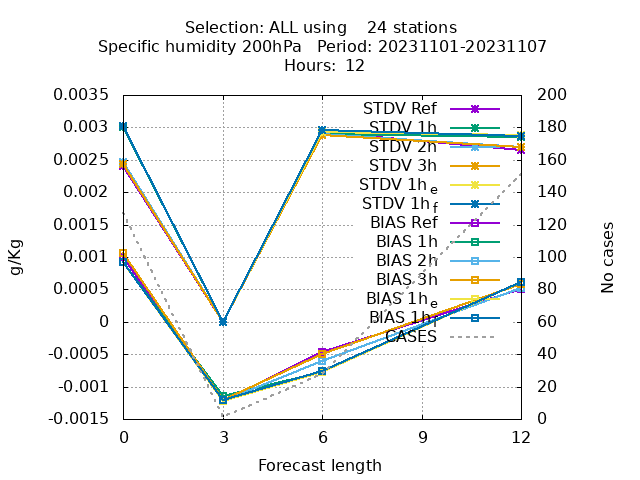 Selection: ALL using    24 stations
Specific humidity 200hPa   Period: 20231101-20231107
Hours: 12
0.0035
0.003
0.0025
0.002
0.0015
0.001
0.0005
0
-0.0005
-0.001
-0.0015
g/Kg
STDV Ref
STDV 1h
STDV 2h
STDV 3h
STDV 1h_e
STDV 1h_f
BIAS Ref
BIAS 1h
BIAS 2h
BIAS 3h
BIAS 1h_e
BIAS 1h_f
CASES
200
180
160
140
120
100
80
60
40
20
0
No cases
0 3 6 9 12
Forecast length